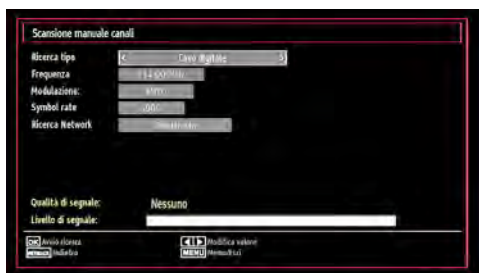 Scansione manuale canali
Ricerca tipo
Cavo digitale
Frequenza
Modulazione:
Symbol rate
Ricerca Network
Qualità di segnale: Nessuno
Livello di segnale:
OK Avvio ricerca
Modifica valore
Indietro
MENU